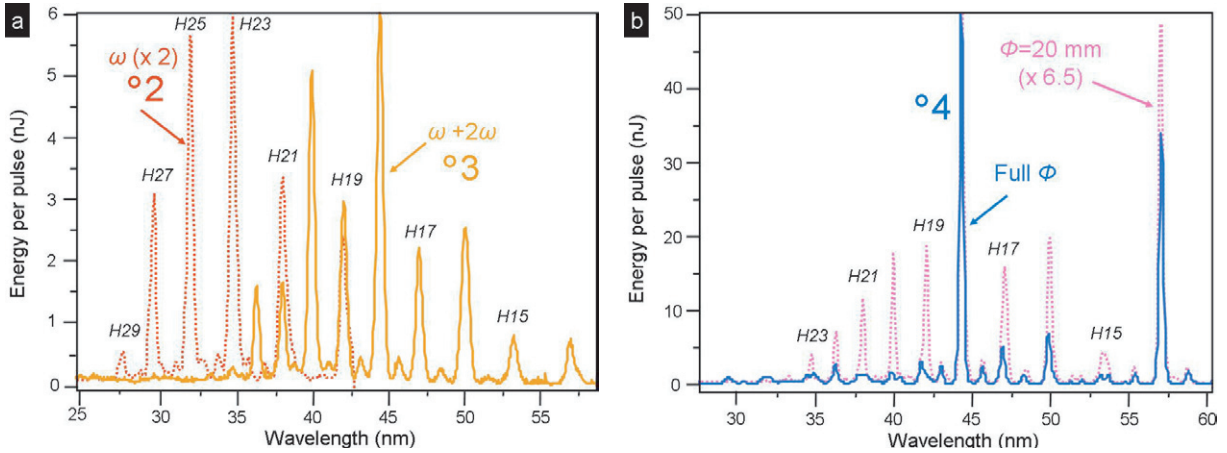 a
Energy per pulse (nJ)
6
5
4
3
2
1
0
H25
H23
ω (x 2)
°2
H27
H21
ω +2ω
°3
H19
H17
H29
H15
25
30
35
40
45
50
55
Wavelength (nm)
b
Energy per pulse (nJ)
50
40
30
20
10
0
Φ=20 mm
(x 6.5)
°4
Full Φ
H19
H17
H21
H23
H15
30
35
40
45
50
55
60
Wavelength (nm)